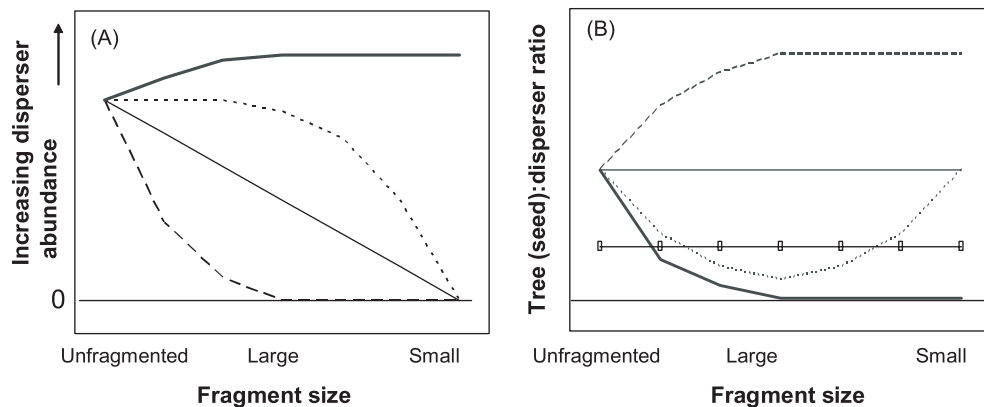 (A)
Increasing disperser
abundance
0
Unfragmented Large Small
Fragment size
(B)
Tree (seed):disperser ratio
Unfragmented Large Small
Fragment size